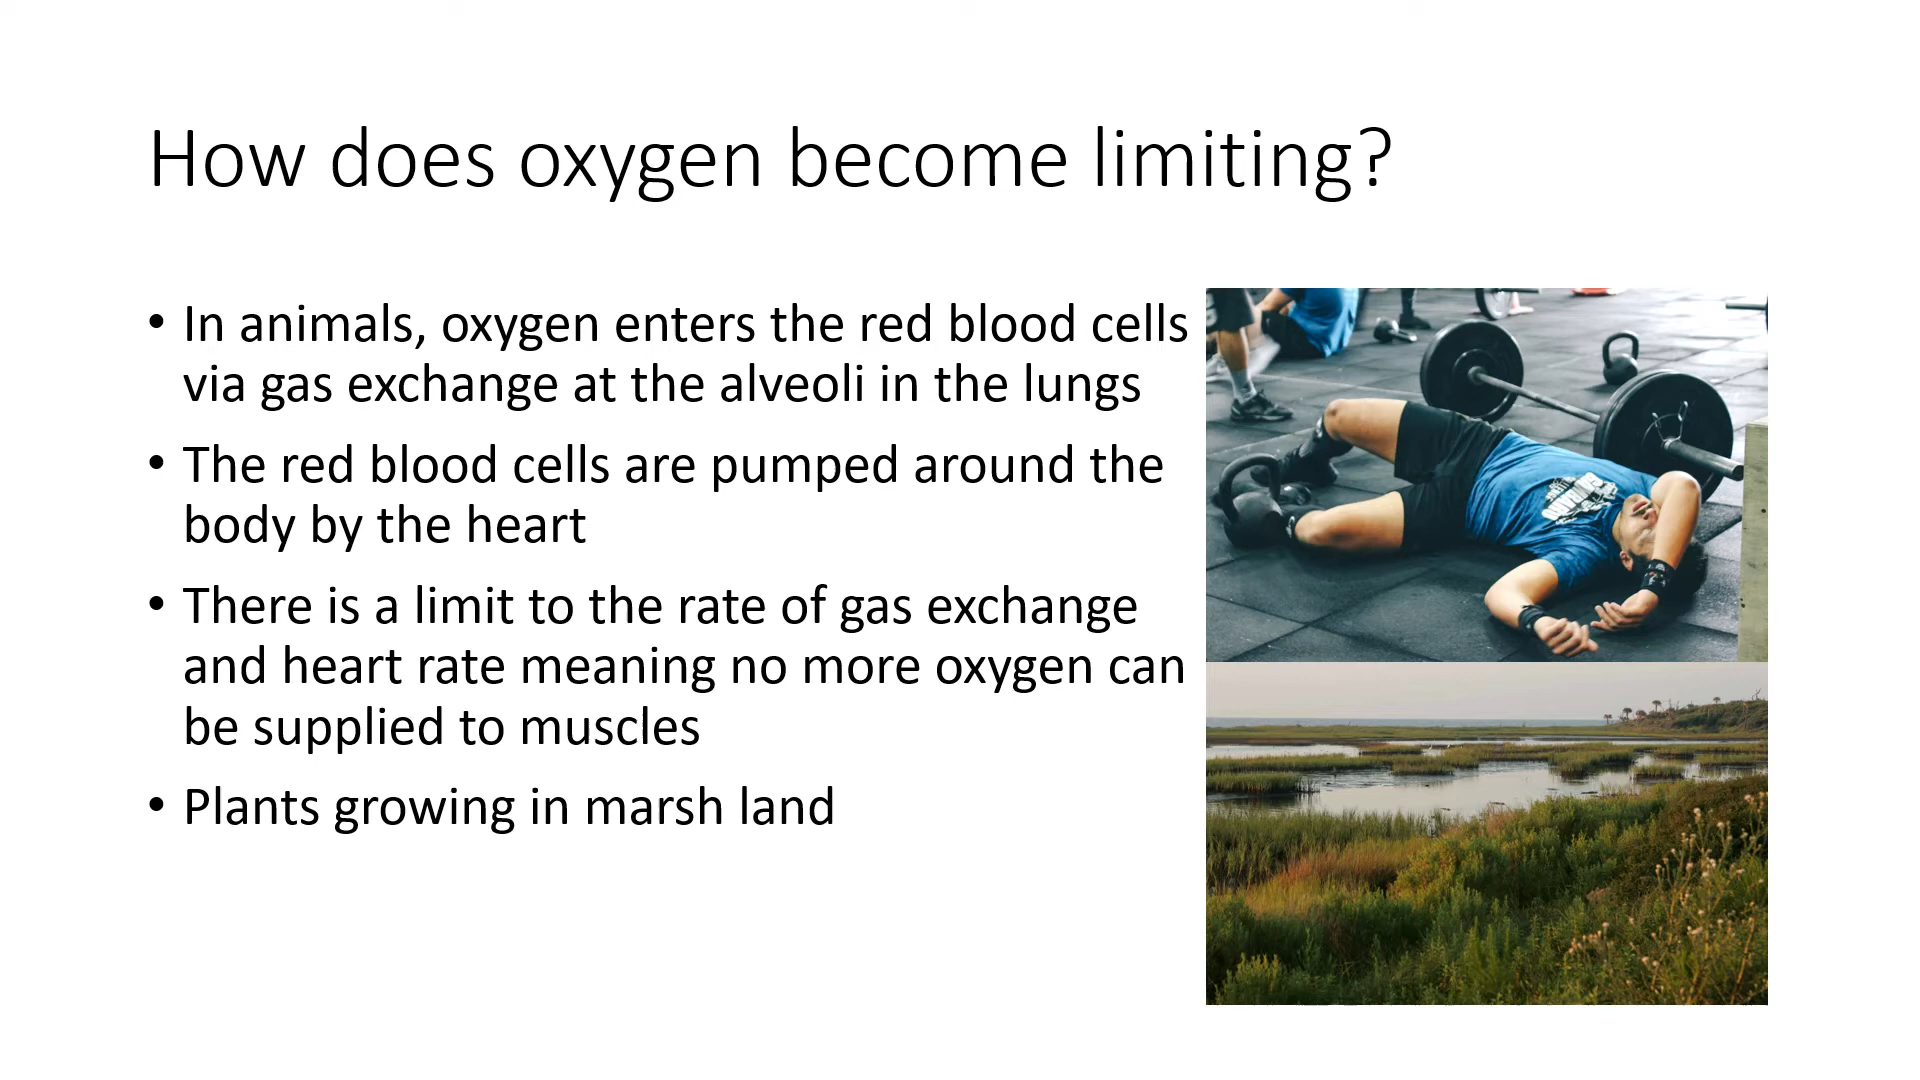 How does oxygen become limiting?
• In animals, oxygen enters the red blood cells
via gas exchange at the alveoli in the lungs
• The red blood cells are pumped around the
body by the heart
• There is a limit to the rate of gas exchange
and heart rate meaning no more oxygen can
be supplied to muscles
• Plants growing in marsh land